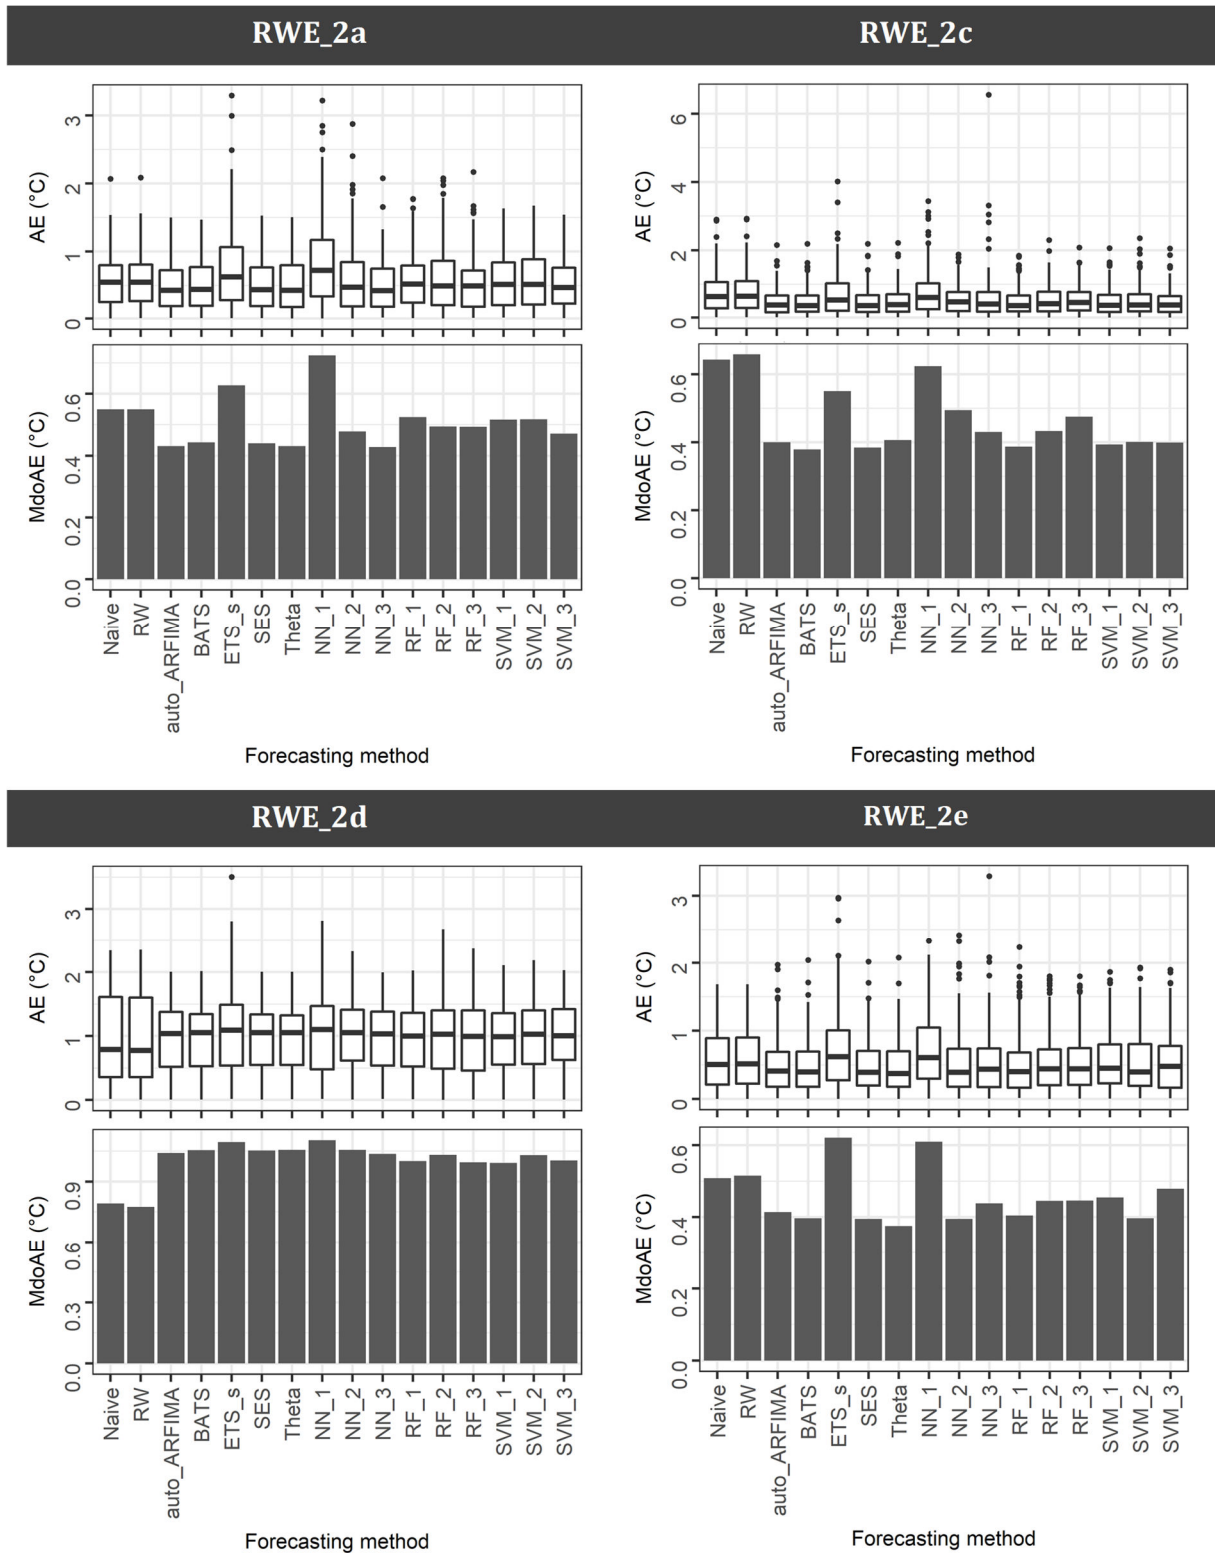 RWE_2a
RWE_2c
AE (°C)
3
2
1
0
MdoAE (°C)
0.6
0.4
0.2
0.0
Naive
RW
auto_ARFIMA
BATS
ETS_s
SES
Theta
NN_1
NN_2
NN_3
RF_1
RF_2
RF_3
SVM_1
SVM_2
SVM_3
Forecasting method
AE (°C)
6
4
2
0
MdoAE (°C)
0.6
0.4
0.2
0.0
Naive
RW
auto_ARFIMA
BATS
ETS_s
SES
Theta
NN_1
NN_2
NN_3
RF_1
RF_2
RF_3
SVM_1
SVM_2
SVM_3
Forecasting method
RWE_2d
RWE_2e
AE (°C)
3
2
1
0
MdoAE (°C)
0.9
0.6
0.3
0.0
Naive
RW
auto_ARFIMA
BATS
ETS_s
SES
Theta
NN_1
NN_2
NN_3
RF_1
RF_2
RF_3
SVM_1
SVM_2
SVM_3
Forecasting method
AE (°C)
3
2
1
0
MdoAE (°C)
0.6
0.4
0.2
0.0
Naive
RW
auto_ARFIMA
BATS
ETS_s
SES
Theta
NN_1
NN_2
NN_3
RF_1
RF_2
RF_3
SVM_1
SVM_2
SVM_3
Forecasting method